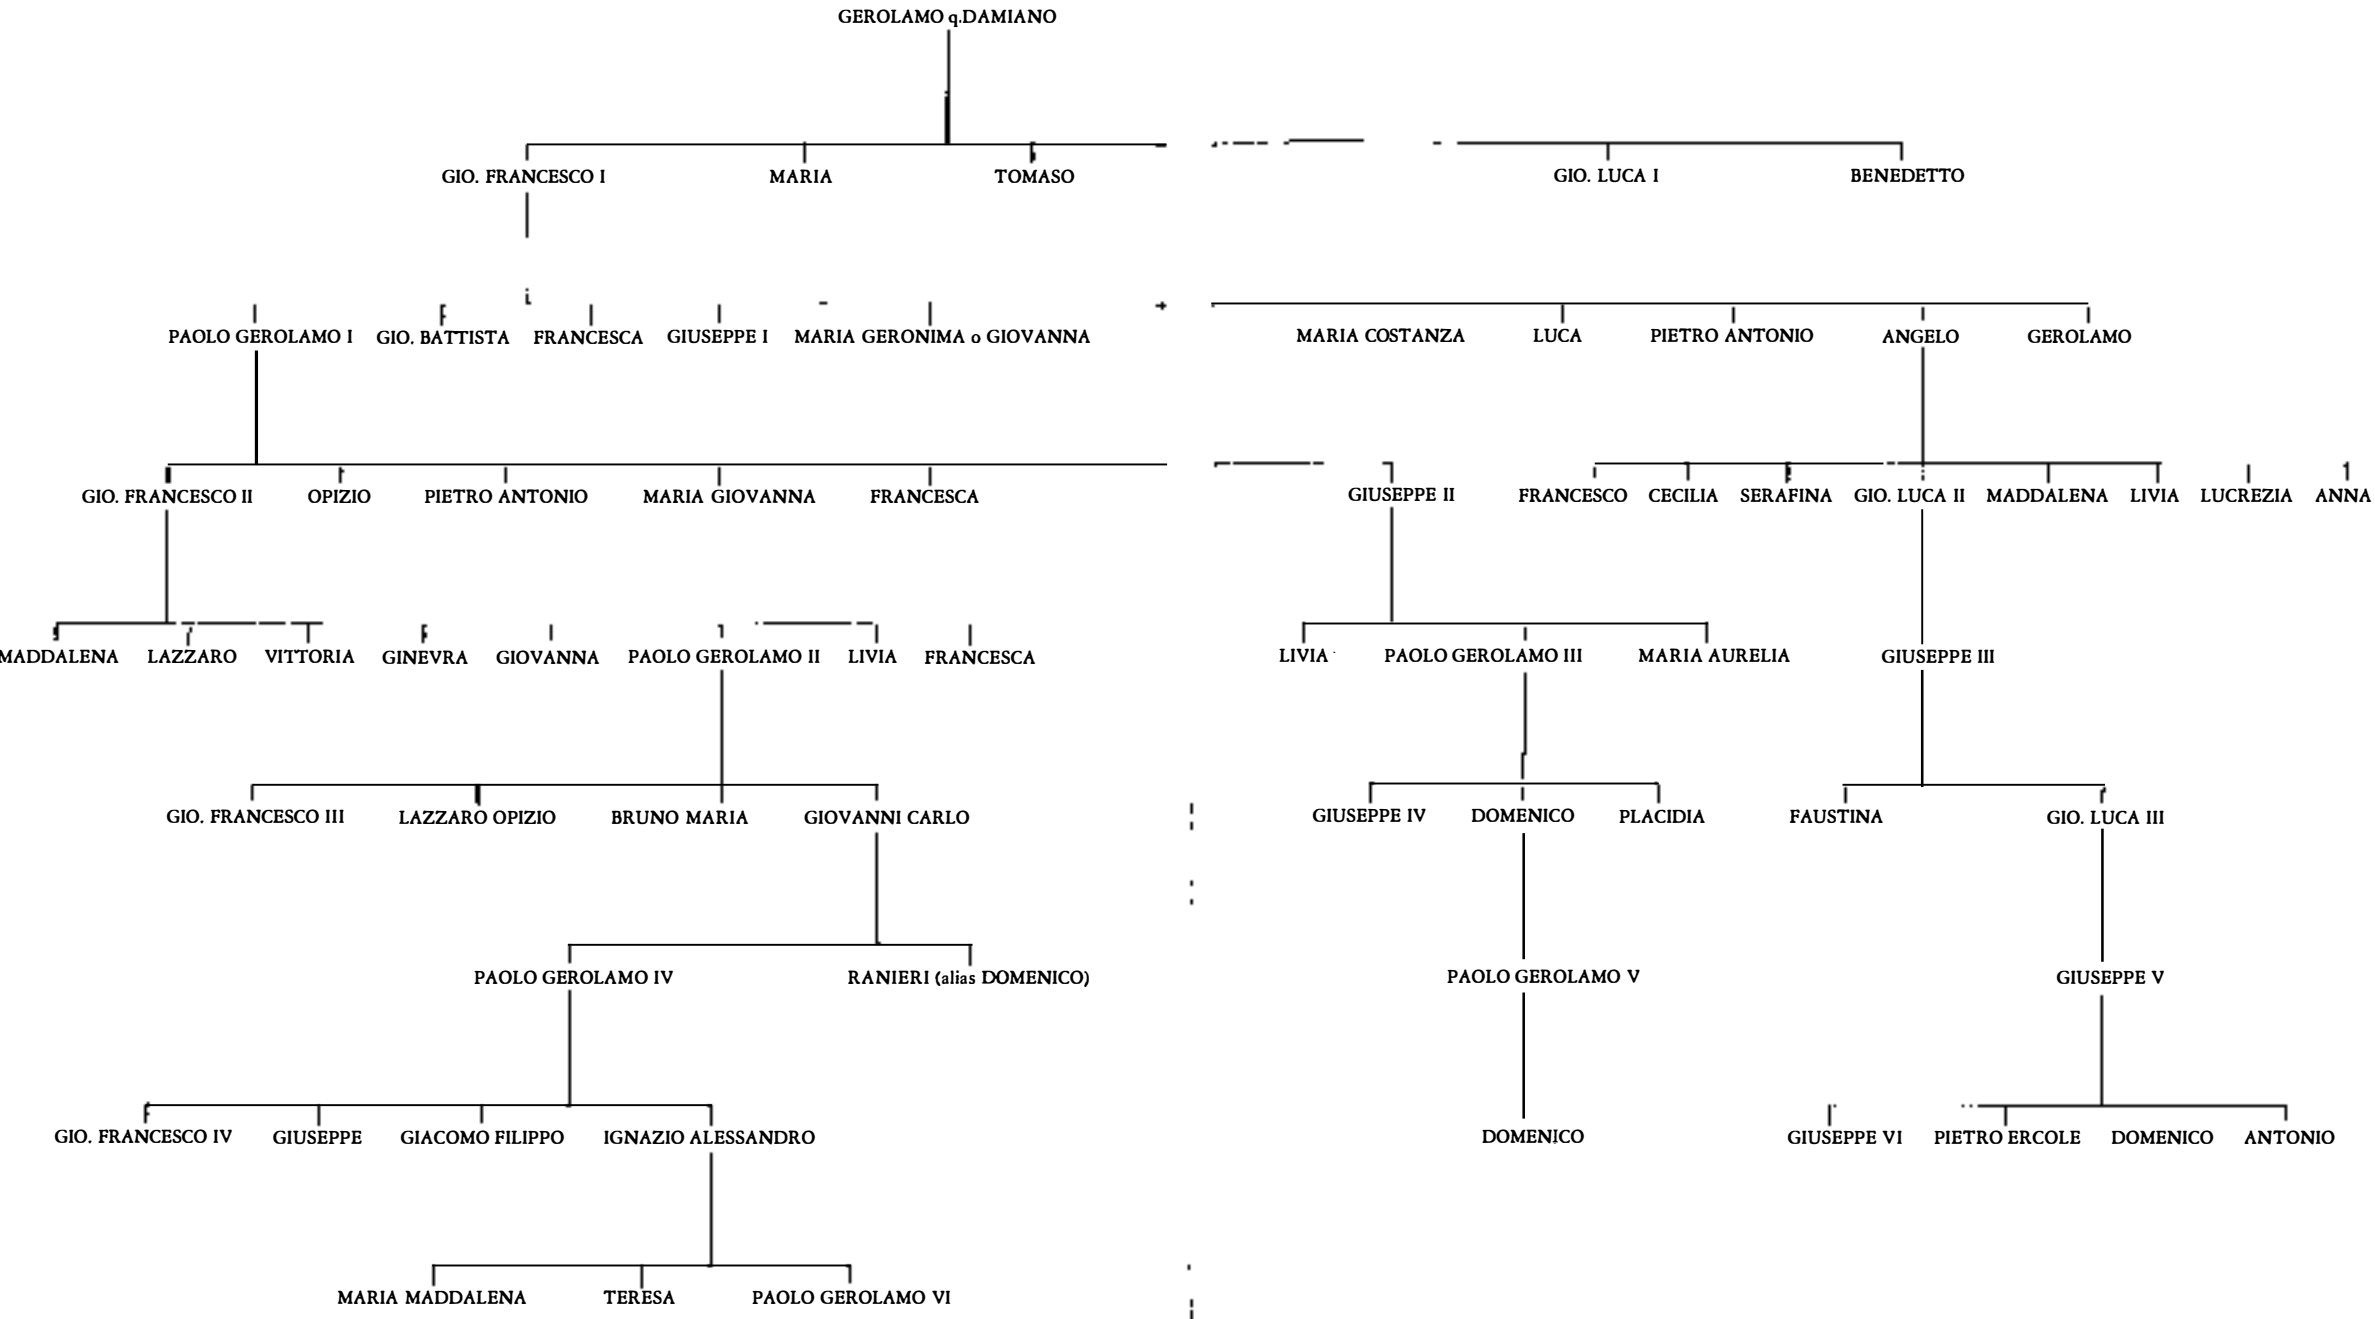 GEROLAMO q.DAMIANO
GIO. FRANCESCO I MARIA TOMASO GIO. LUCA I BENEDETTO
PAOLO GEROLAMO I GIO. BATTISTA FRANCESCA GIUSEPPE I MARIA GERONIMA o GIOVANNA MARIA COSTANZA LUCA PIETRO ANTONIO ANGELO GEROLAMO
GIO. FRANCESCO II OPIZIO PIETRO ANTONIO MARIA GIOVANNA FRANCESCA GIUSEPPE II FRANCESCO CECILIA SERAFINA GIO. LUCA II MADDALENA LIVIA LUCREZIA ANNA
MADDALENA LAZZARO VITTORIA GINEVRA GIOVANNA PAOLO GEROLAMO II LIVIA FRANCESCA LIVIA PAOLO GEROLAMO III MARIA AURELIA GIUSEPPE III
GIO. FRANCESCO III LAZZARO OPIZIO BRUNO MARIA GIOVANNI CARLO GIUSEPPE IV DOMENICO PLACIDIA FAUSTINA GIO. LUCA III
PAOLO GEROLAMO IV RANIERI (alias DOMENICO) PAOLO GEROLAMO V GIUSEPPE V
GIO. FRANCESCO IV GIUSEPPE GIACOMO FILIPPO IGNAZIO ALESSANDRO DOMENICO GIUSEPPE VI PIETRO ERCOLE DOMENICO ANTONIO
MARIA MADDALENA TERESA PAOLO GEROLAMO VI